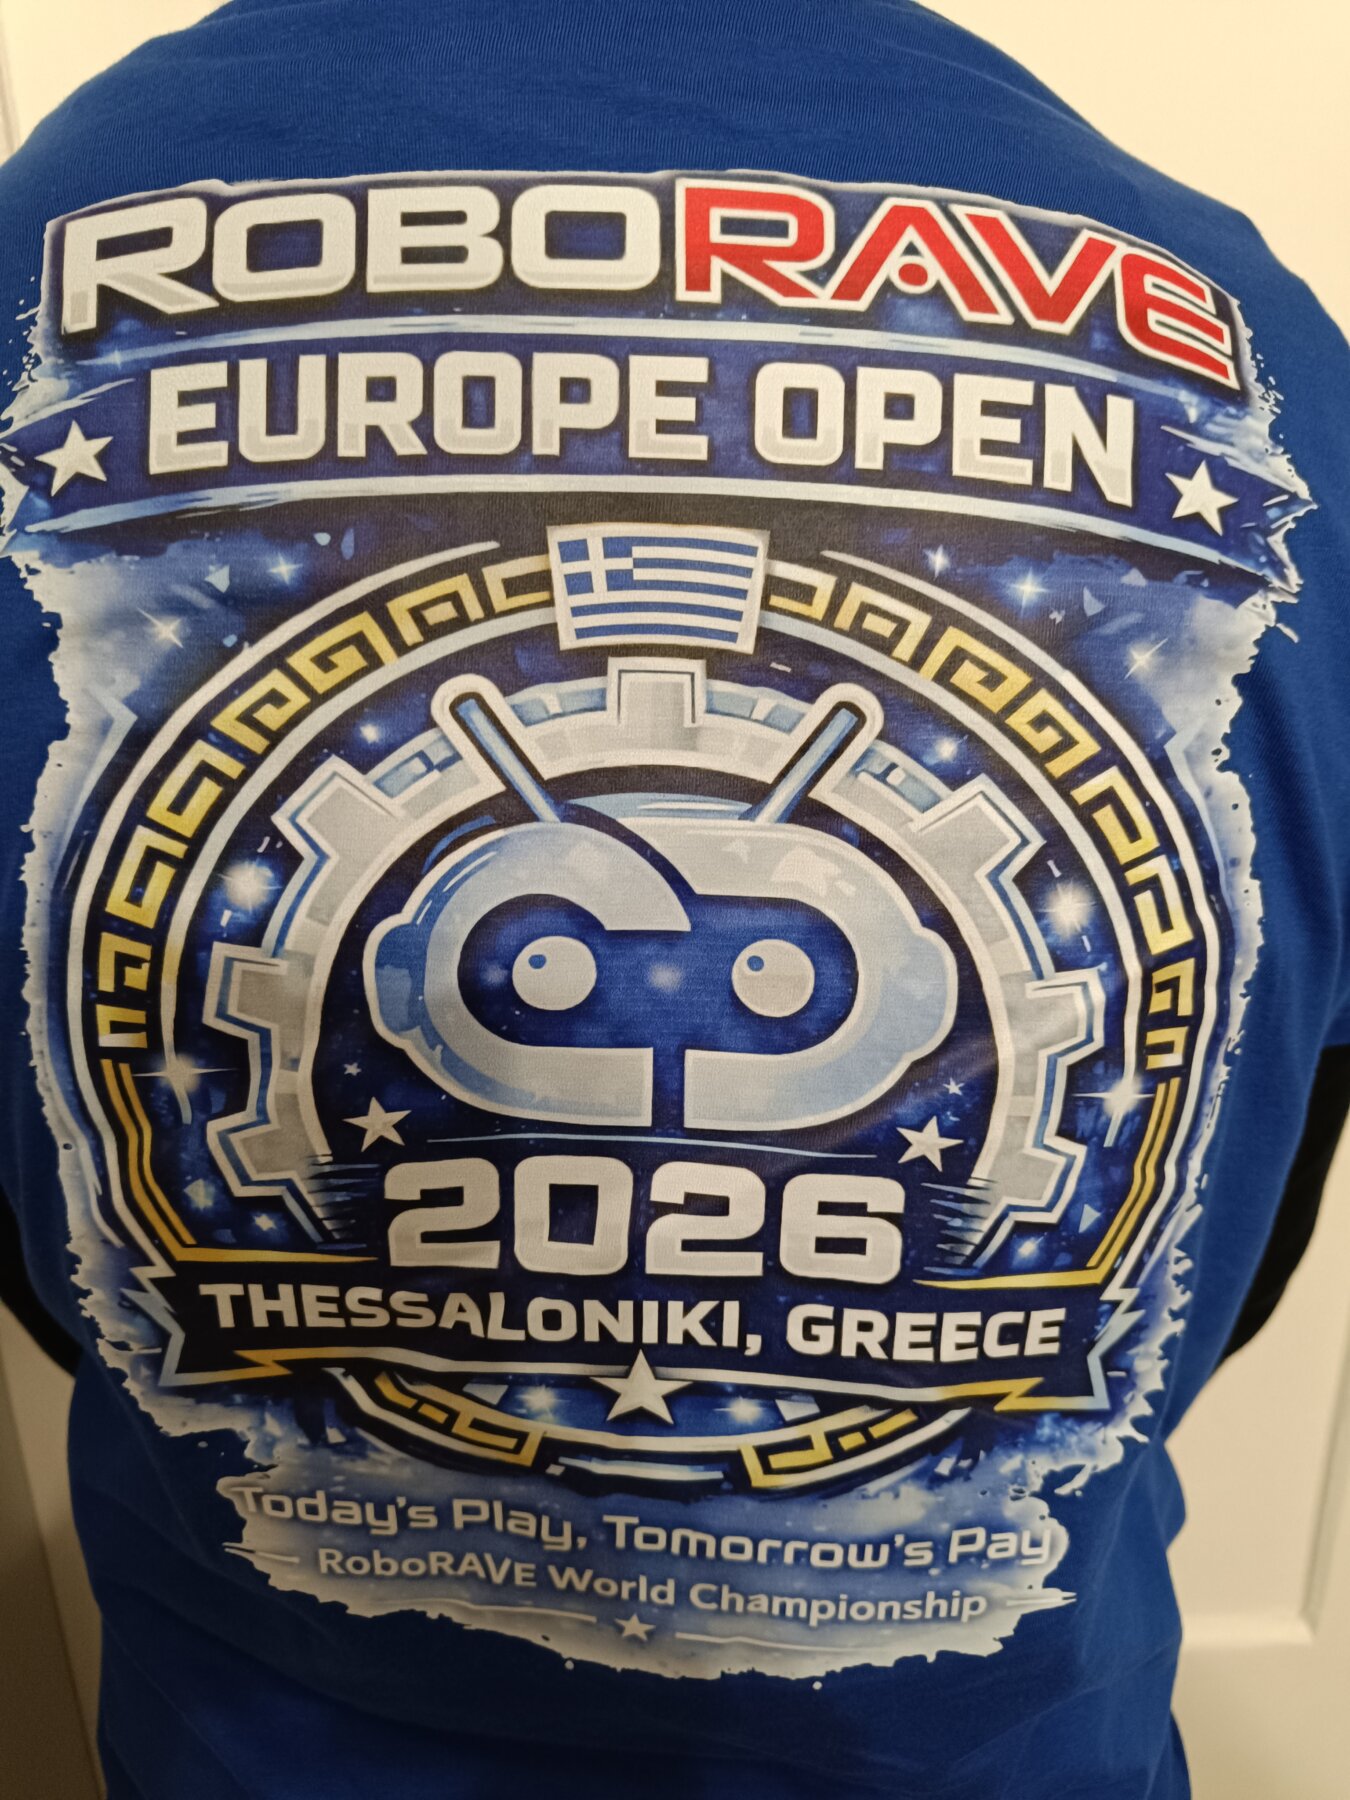 ROBORAVE
EUROPE OPEN
2026
THESSALONIKI, GREECE
Today's Play, Tomorrow's Pay
RoboRAVE World Championship